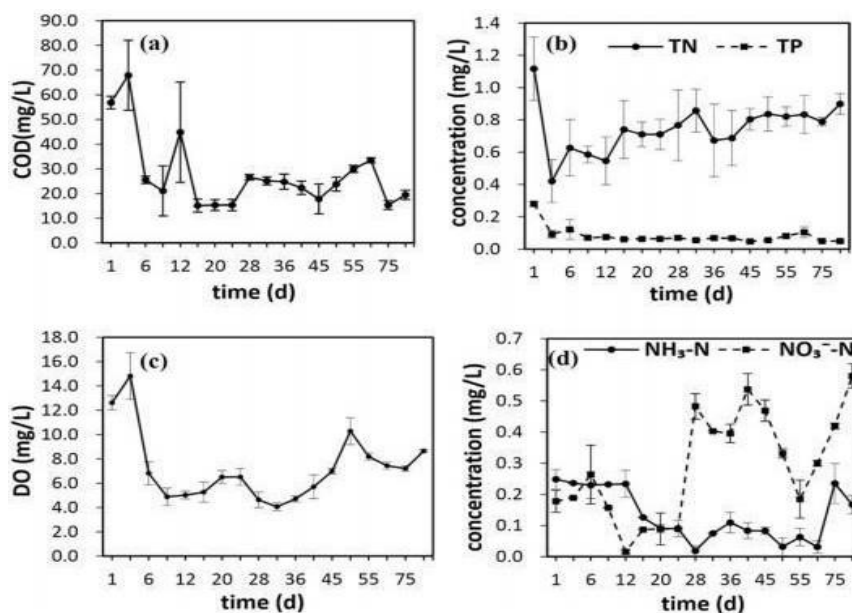 (a)
COD(mg/L)
90.0
80.0
70.0
60.0
50.0
40.0
30.0
20.0
10.0
0.0
1 6 12 20 28 36 45 55 75
time (d)
(b) TN TP
concentration (mg/L)
1.4
1.2
1.0
0.8
0.6
0.4
0.2
0.0
1 6 12 20 28 36 45 55 75
time (d)
(c)
DO (mg/L)
18.0
16.0
14.0
12.0
10.0
8.0
6.0
4.0
2.0
0.0
1 6 12 20 28 36 45 55 75
time (d)
(d) NH₃-N NO₃⁻-N
concentration (mg/L)
0.7
0.6
0.5
0.4
0.3
0.2
0.1
0.0
1 6 12 20 28 36 45 55 75
time (d)